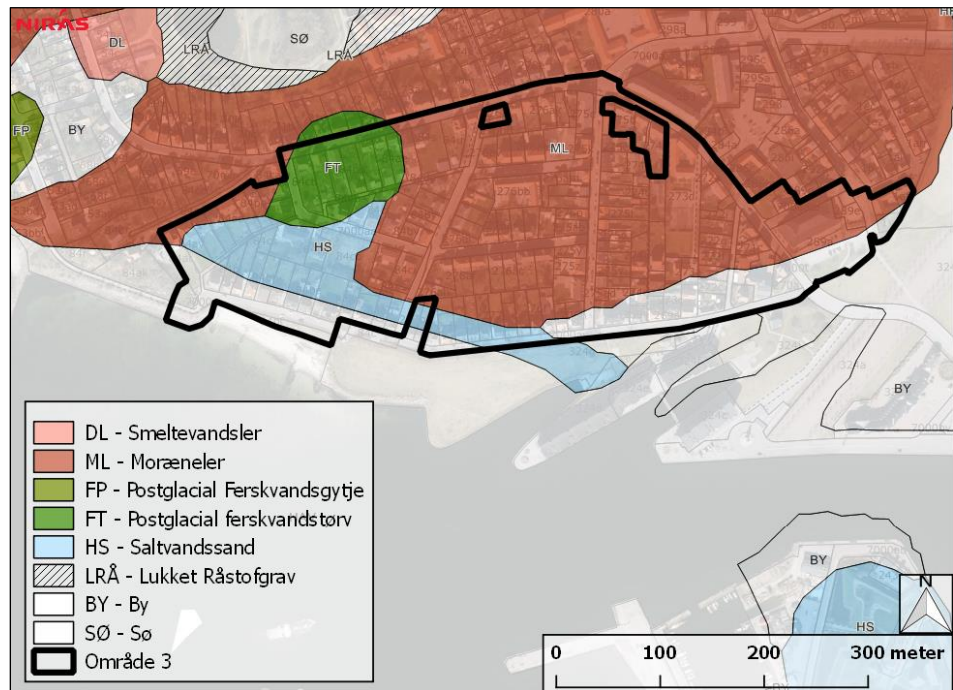 NIRÁS
DL
LRÅ
SØ
LRÅ
BY
FP
FT
ML
HS
BY
BY
HS
N
DL - Smeltevandsler
ML - Moræneler
FP - Postglacial Ferskvandsgytje
FT - Postglacial ferskvandstørv
HS - Saltvandssand
LRÅ - Lukket Råstofgrav
BY - By
SØ - Sø
Område 3
0 100 200 300 meter